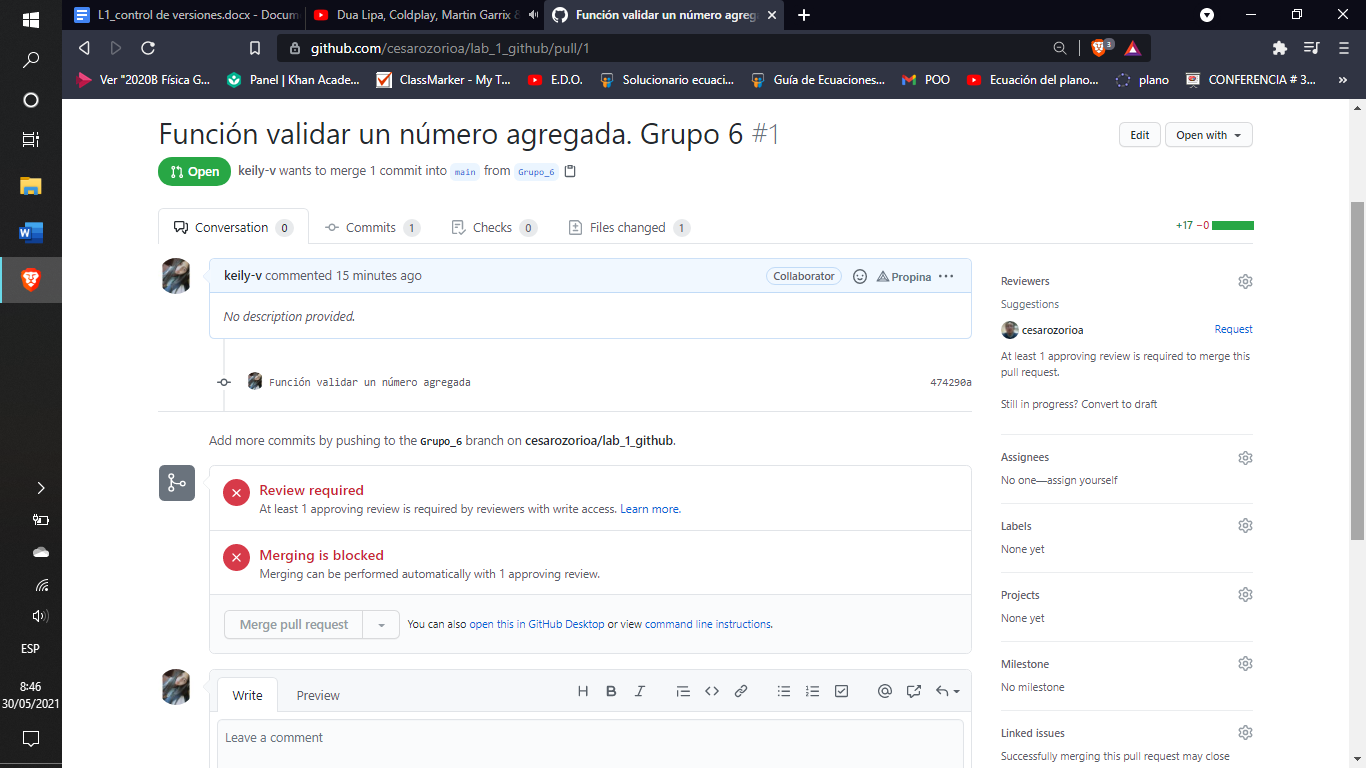 L1_control de versiones.docx - Docum
Dua Lipa, Coldplay, Martin Garrix &
Función validar un número agrega
github.com/cesarozorioa/lab_1_github/pull/1
3
Ver "2020B Física G...
Panel | Khan Acade...
ClassMarker - My T...
E.D.O.
Solucionario ecuaci...
Guía de Ecuaciones...
POO
Ecuación del plano...
plano
CONFERENCIA # 3...
»
Función validar un número agregada. Grupo 6 #1
Edit
Open with
Open
keily-v wants to merge 1 commit into main from Grupo_6
Conversation 0
Commits 1
Checks 0
Files changed 1
+17 −0
keily-v commented 15 minutes ago
Collaborator
Propina
No description provided.
Función validar un número agregada
474290a
Add more commits by pushing to the Grupo_6 branch on cesarozorioa/lab_1_github.
Review required
At least 1 approving review is required by reviewers with write access. Learn more.
Merging is blocked
Merging can be performed automatically with 1 approving review.
Merge pull request
You can also open this in GitHub Desktop or view command line instructions.
Write
Preview
Leave a comment
Reviewers
Suggestions
cesarozorioa
Request
At least 1 approving review is required to merge this
pull request.
Still in progress? Convert to draft
Assignees
No one—assign yourself
Labels
None yet
Projects
None yet
Milestone
No milestone
Linked issues
Successfully merging this pull request may close
ESP
8:46
30/05/2021